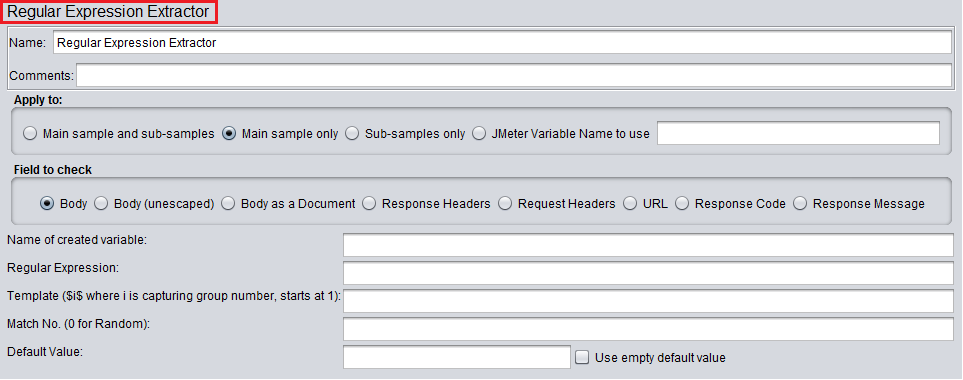 Regular Expression Extractor
Name: Regular Expression Extractor
Comments:
Apply to:
Main sample and sub-samples Main sample only Sub-samples only JMeter Variable Name to use
Field to check
Body Body (unescaped) Body as a Document Response Headers Request Headers URL Response Code Response Message
Name of created variable:
Regular Expression:
Template ($i$ where i is capturing group number, starts at 1):
Match No. (0 for Random):
Default Value: Use empty default value